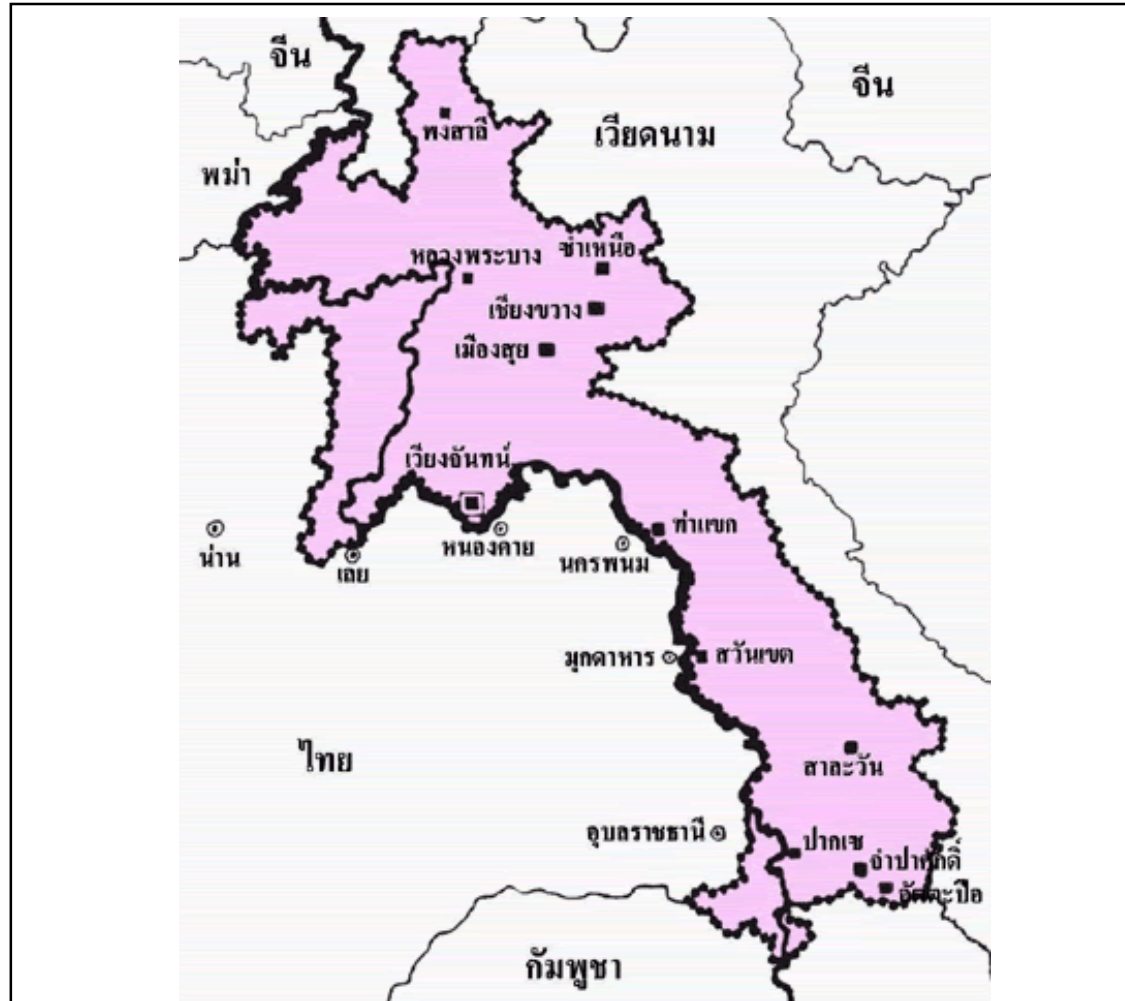 จีน
จีน
พงสาลี
เวียดนาม
พม่า
ซำเหนือ
หลวงพระบาง
เชียงขวาง
เมืองสุย
เวียงจันทน์
ท่าแขก
หนองคาย
นครพนม
น่าน
เลย
มุกดาหาร
สวันเขต
ไทย
สาละวัน
อุบลราชธานี
ปากเซ
จำปาศักดิ์
อัตตะปือ
กัมพูชา